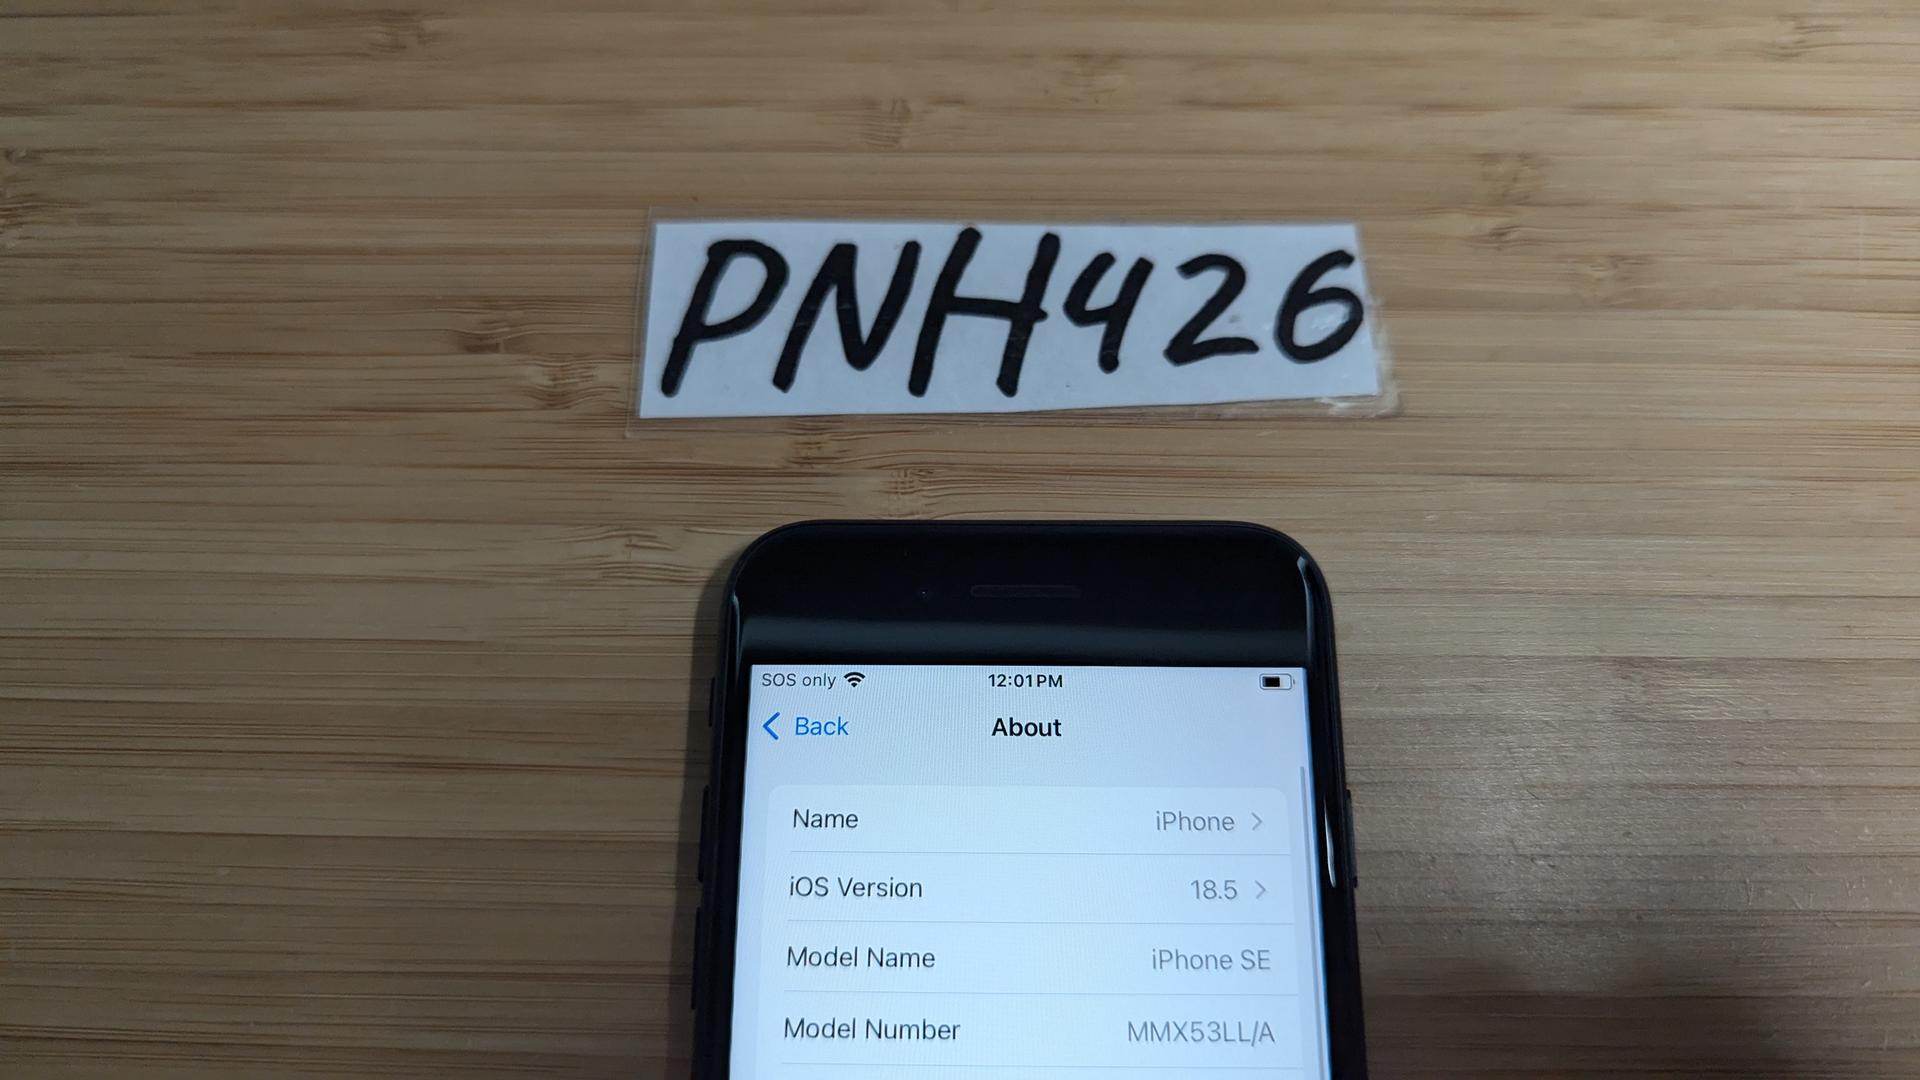 PNH426
SOS only 12:01 PM
Back About
Name iPhone
iOS Version 18.5
Model Name iPhone SE
Model Number MMX53LL/A